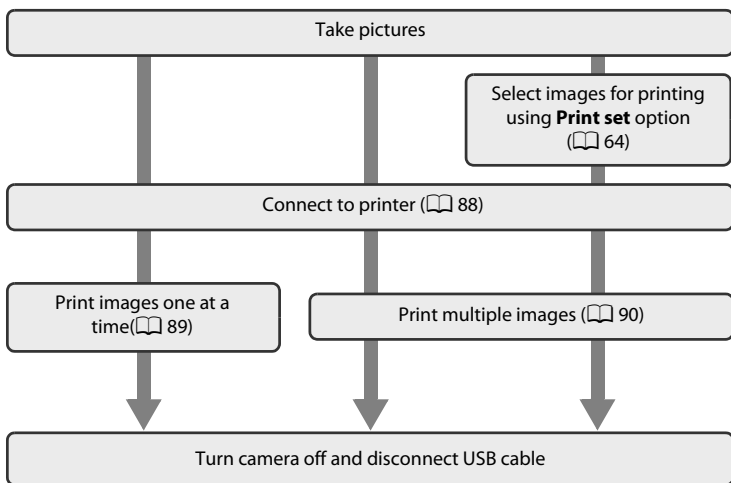 Take pictures
Select images for printing
using Print set option
(📖 64)
Connect to printer (📖 88)
Print images one at a
time(📖 89)
Print multiple images (📖 90)
Turn camera off and disconnect USB cable